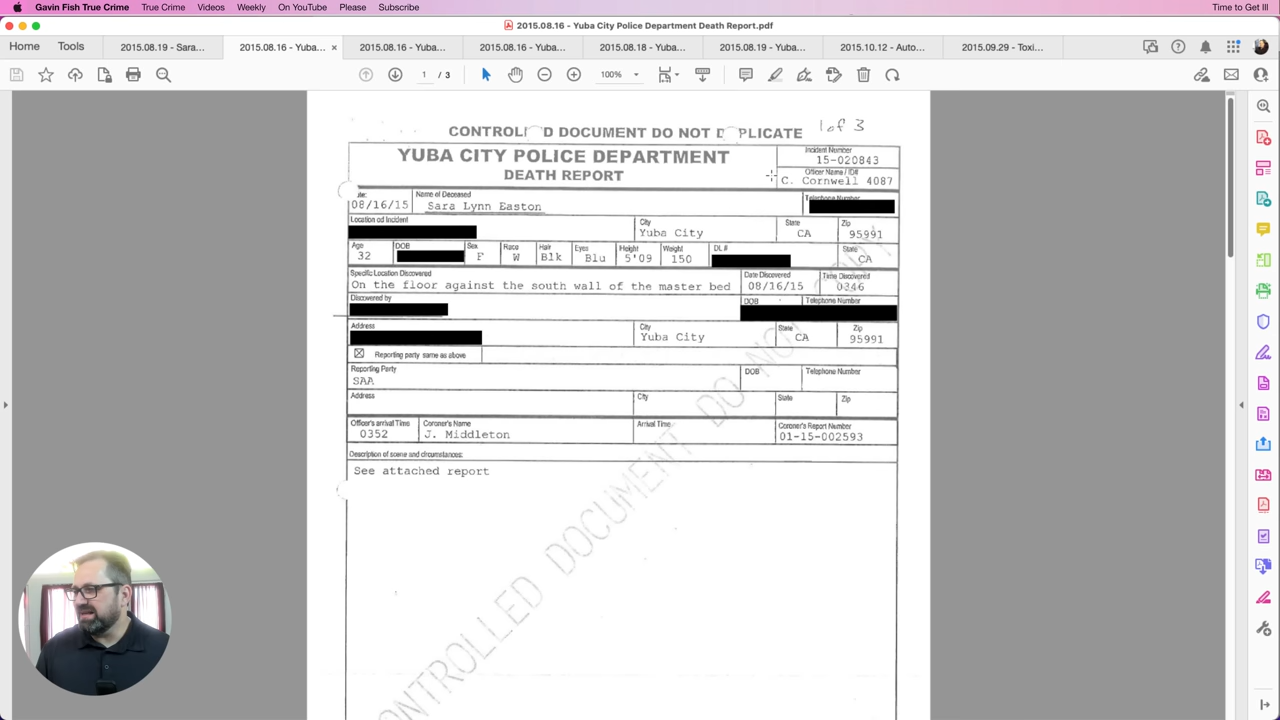 Gavin Fish True Crime True Crime Videos Weekly On YouTube Please Subscribe Time to Get Ill
2015.08.16 - Yuba City Police Department Death Report.pdf
Home Tools 2015.08.19 - Sara... 2015.08.16 - Yuba... × 2015.08.16 - Yuba... 2015.08.16 - Yuba... 2015.08.18 - Yuba... 2015.08.19 - Yuba... 2015.10.12 - Auto... 2015.09.29 - Toxi...
1 / 3 100%
1 of 3
CONTROLL D DOCUMENT DO NOT D PLICATE
YUBA CITY POLICE DEPARTMENT
DEATH REPORT
Incident Number
15-020843
Officer Name / ID#
C. Cornwell 4087
Name of Deceased Telephone Number
08/16/15 Sara Lynn Easton
Location od Incident City State Zip
Yuba City CA 95991
Age DOB Sex Race Hair Eyes Height Weight DL# State
32 F W Blk Blu 5'09 150 CA
Specific Location Discovered Date Discovered Time Discovered
On the floor against the south wall of the master bed 08/16/15 0346
Discovered by DOB Telephone Number
Address City State Zip
Yuba City CA 95991
Reporting party same as above
Reporting Party DOB Telephone Number
SAA
Address City State Zip
Officer's arrival Time Coroner's Name Arrival Time Coroner's Report Number
0352 J. Middleton 01-15-002593
Description of scene and circumstances:
See attached report
CONTROLLED DOCUMENT DO NO